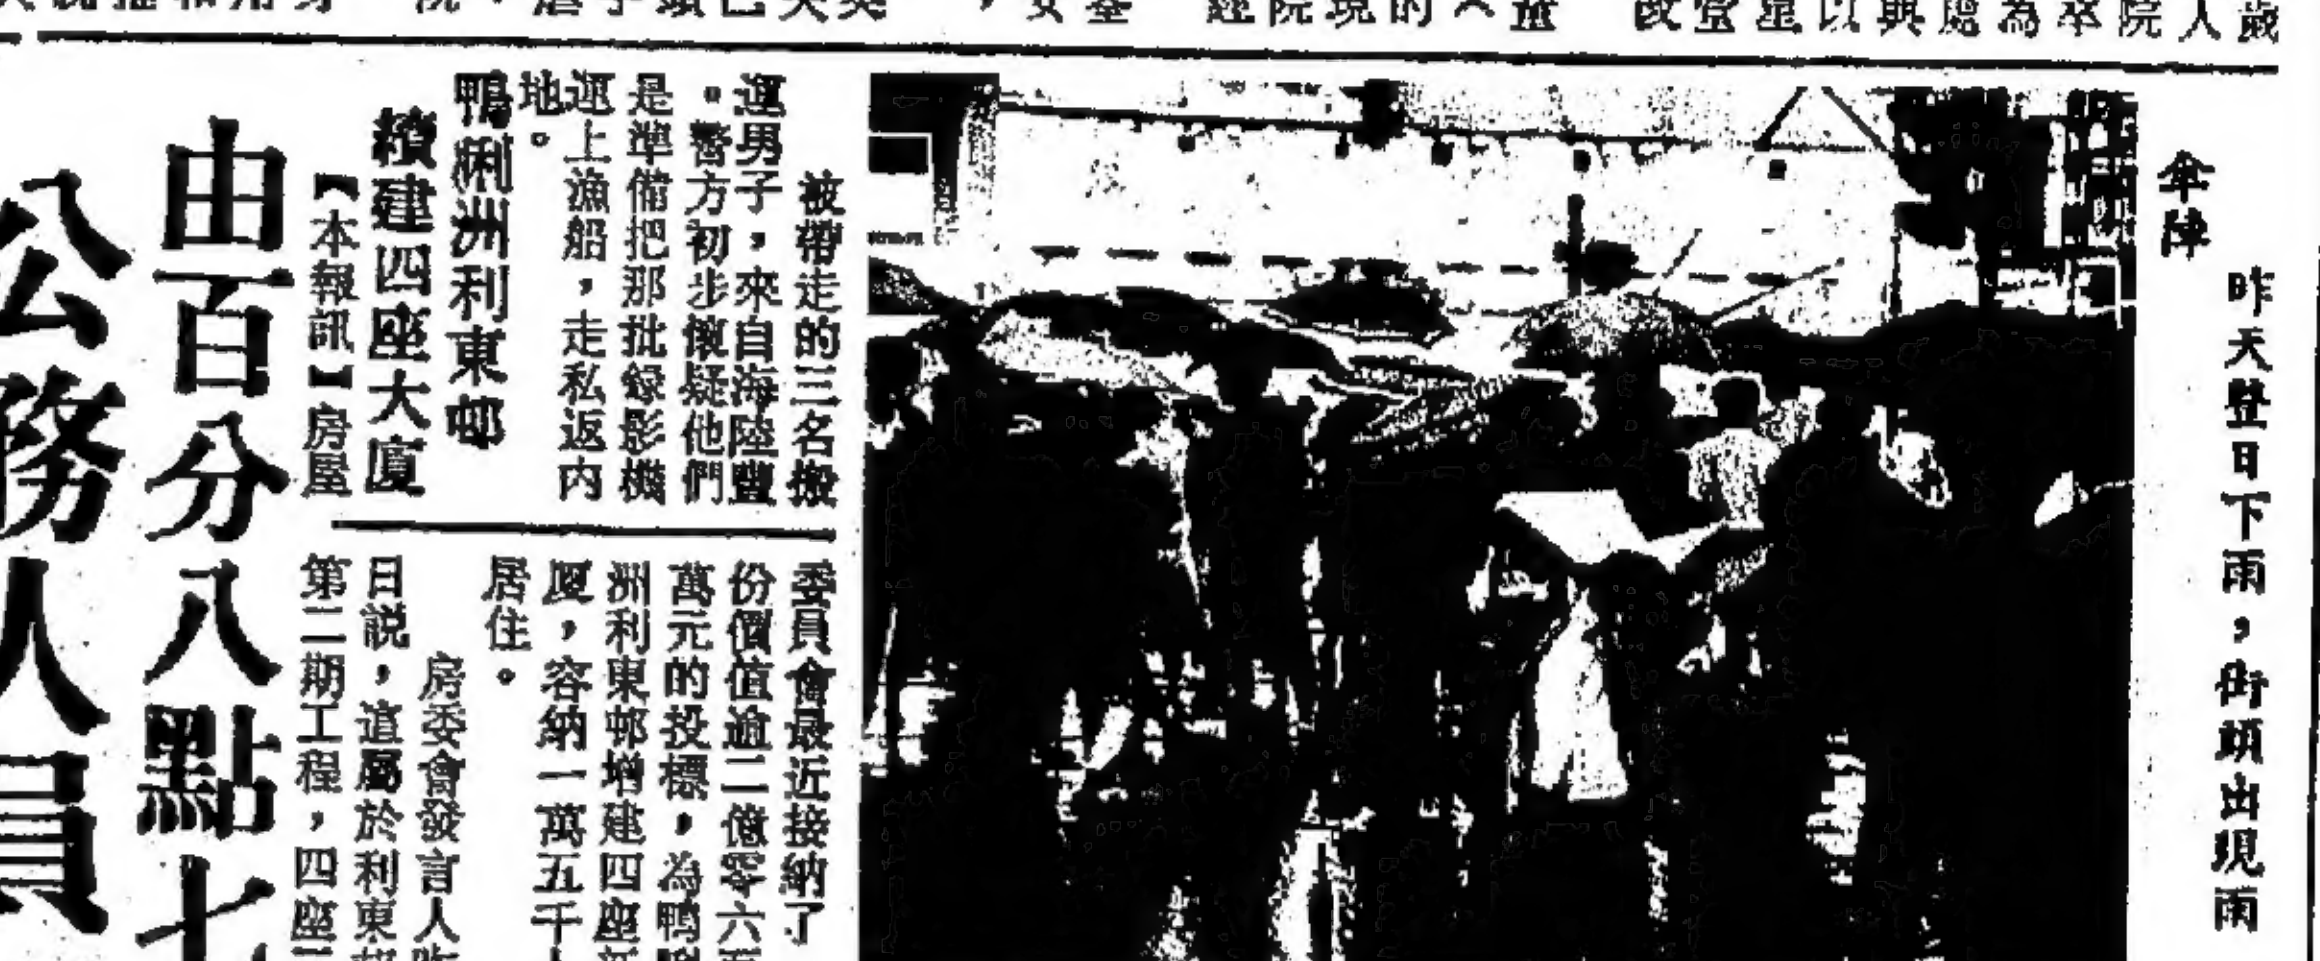 昨天整日下雨，街頭出現雨
傘陣
被帶走的三名搬
運男子，來自海陸豐
。警方初步懷疑他們
是準備把那批録影機
運上漁船，走私返内
地。
鴨脷洲利東邨
續建四座大廈
【本報訊】房屋
委員會最近接納了
份價值逾二億零六
萬元的投標，為鴨
洲利東邨增建四座
廈，容納一萬五千
居住。
房委會發言人昨
日説，這屬於利東
第二期工程，四座
由百分八點七
公務人員